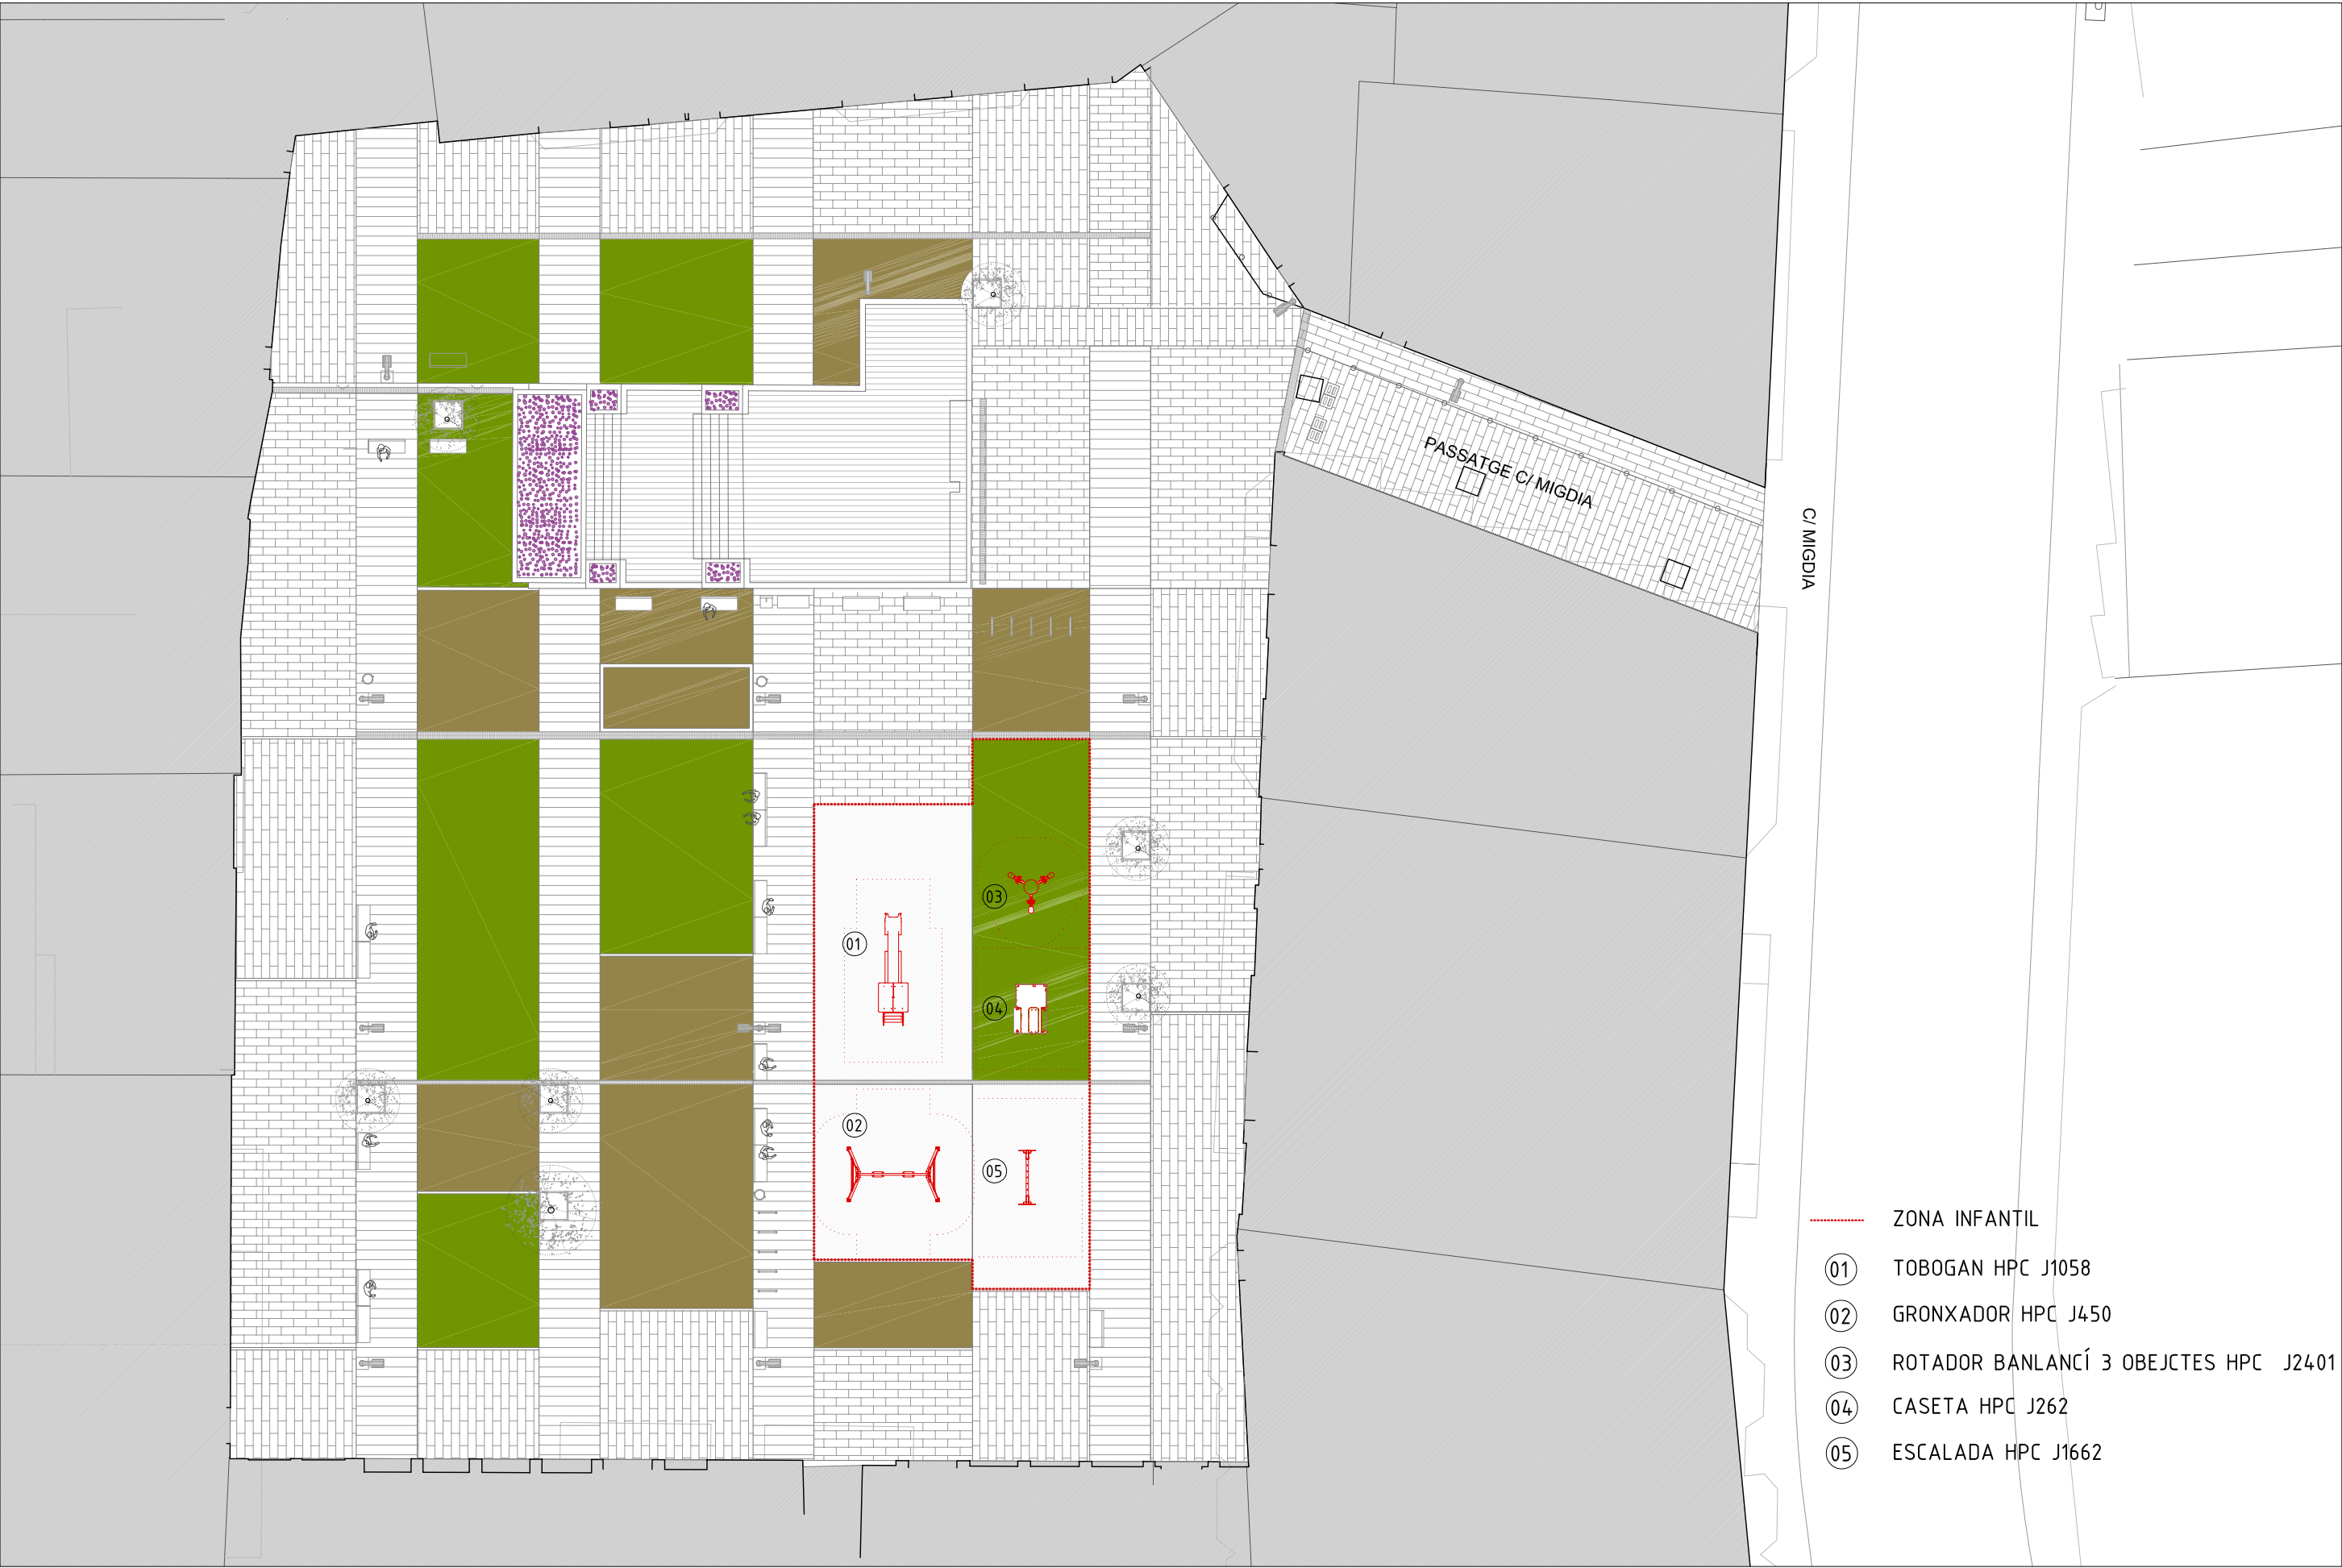 PASSATGE C/ MIGDIA
C/ MIGDIA
01
03
04
02
05
ZONA INFANTIL
01 TOBOGAN HPC J1058
02 GRONXADOR HPC J450
03 ROTADOR BANLANCÍ 3 OBEJCTES HPC J2401
04 CASETA HPC J262
05 ESCALADA HPC J1662